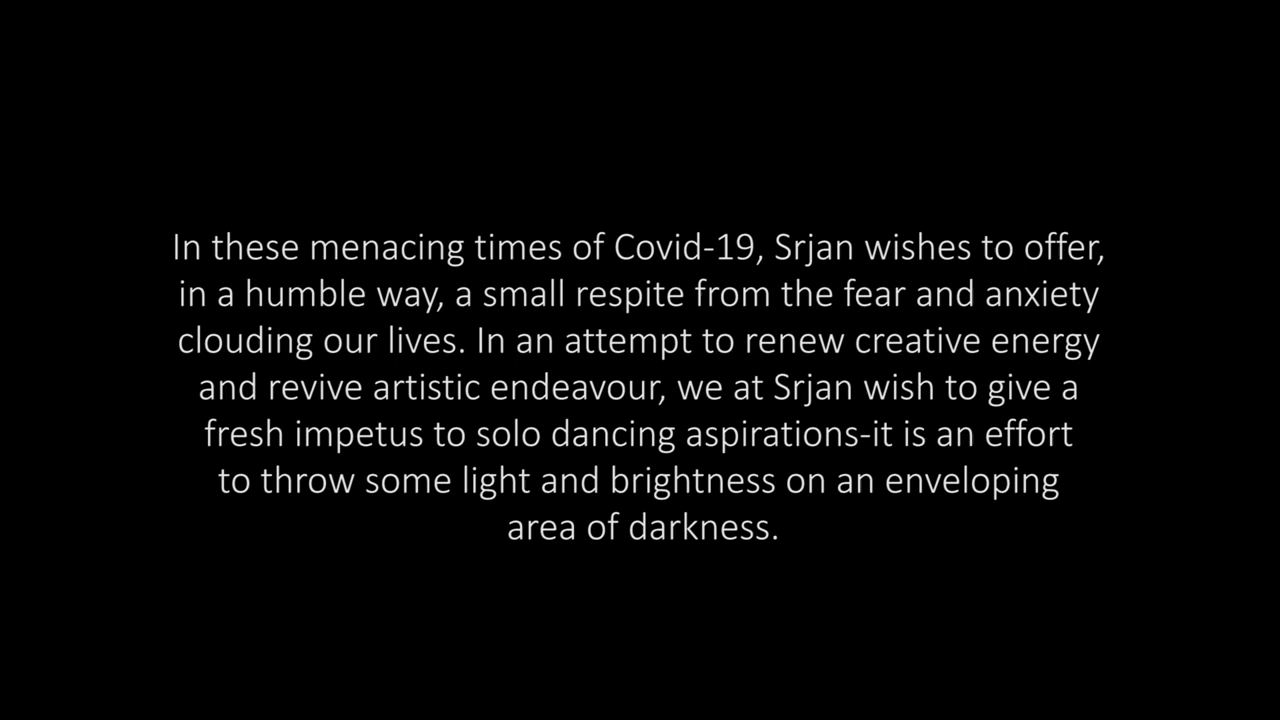 In these menacing times of Covid-19, Srjan wishes to offer,
in a humble way, a small respite from the fear and anxiety
clouding our lives. In an attempt to renew creative energy
and revive artistic endeavour, we at Srjan wish to give a
fresh impetus to solo dancing aspirations-it is an effort
to throw some light and brightness on an enveloping
area of darkness.